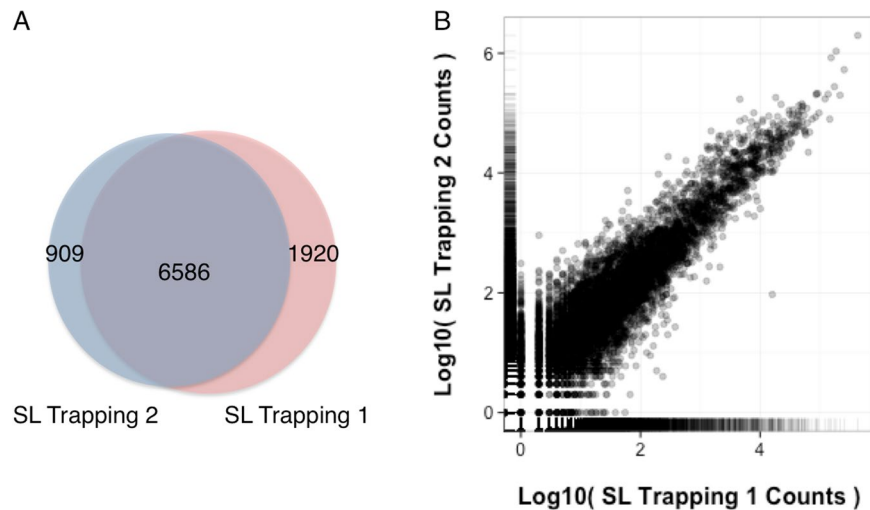 A
909
6586
1920
SL Trapping 2
SL Trapping 1
B
Log10( SL Trapping 2 Counts )
6
4
2
0
0
2
4
Log10( SL Trapping 1 Counts )